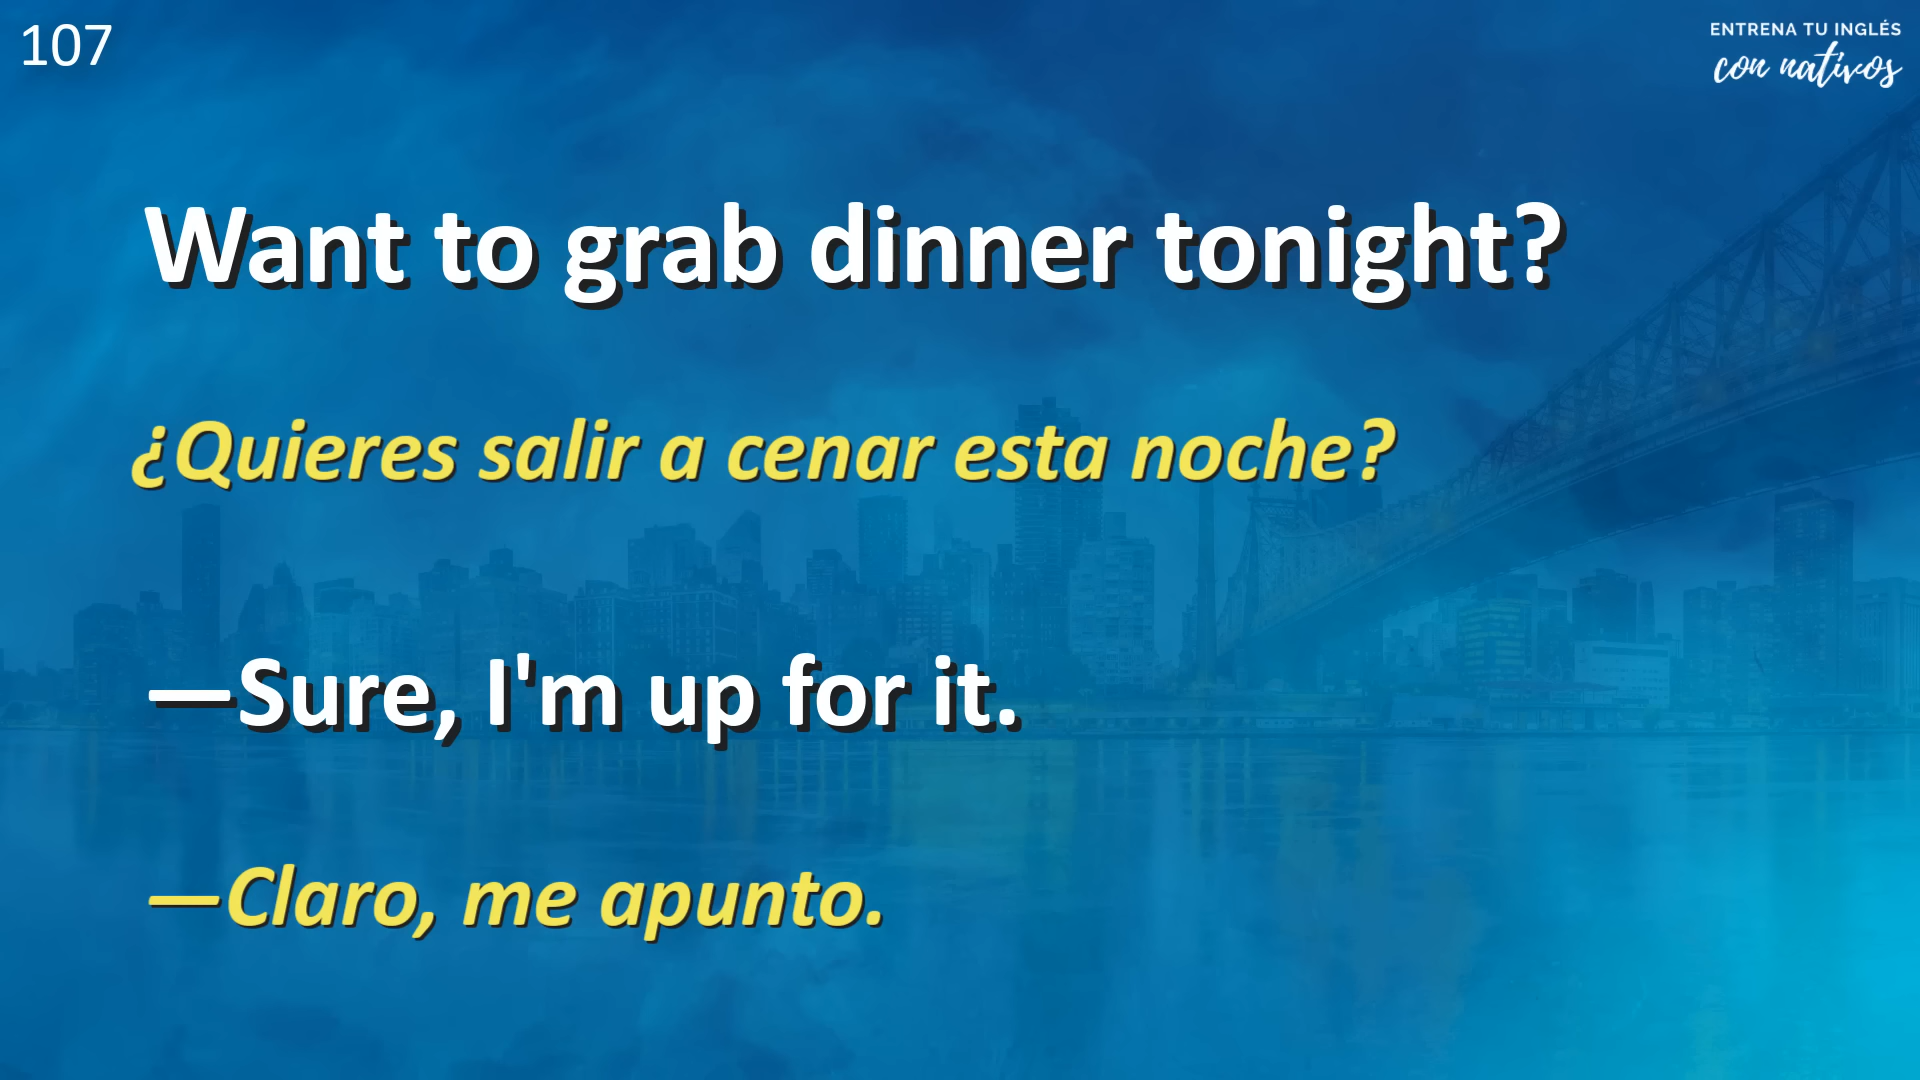 107
ENTRENA TU INGLÉS
con nativos
Want to grab dinner tonight?
¿Quieres salir a cenar esta noche?
—Sure, I'm up for it.
—Claro, me apunto.